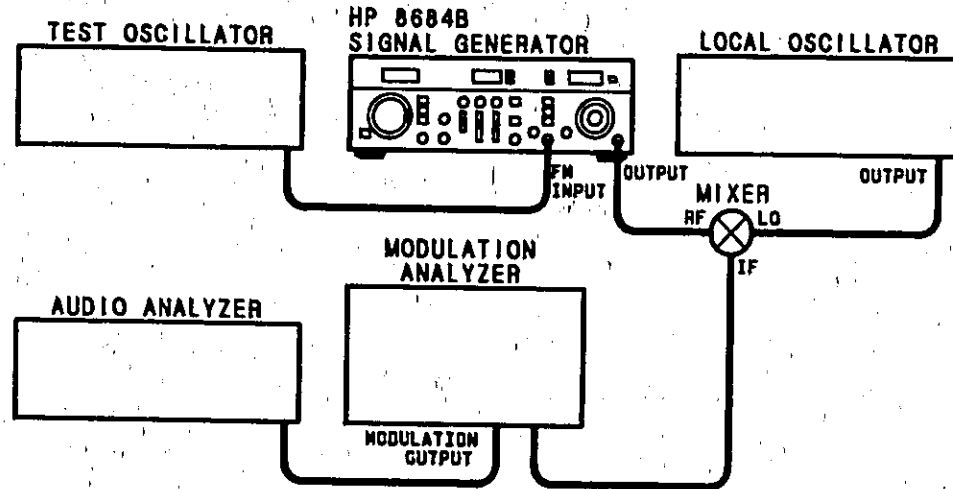 TEST OSCILLATOR
HP 8684B
SIGNAL GENERATOR
LOCAL OSCILLATOR
FM
INPUT
OUTPUT
OUTPUT
MIXER
RF
LO
IF
MODULATION
ANALYZER
AUDIO ANALYZER
MODULATION
OUTPUT